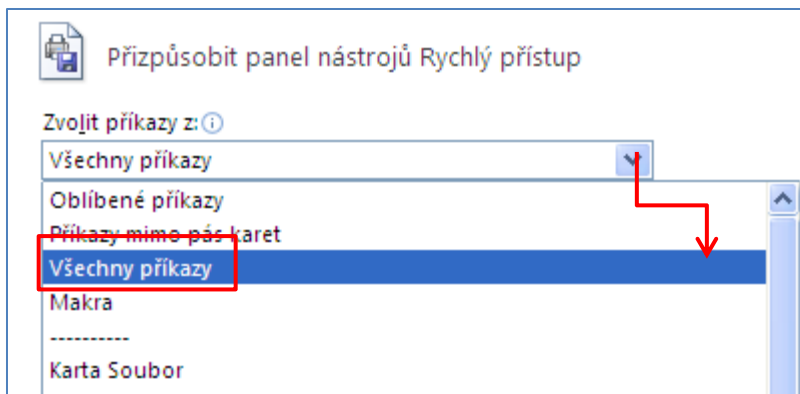 Přizpůsobit panel nástrojů Rychlý přístup
Zvolit příkazy z:
Všechny příkazy
Oblíbené příkazy
Příkazy mimo pás karet
Všechny příkazy
Makra
----------
Karta Soubor